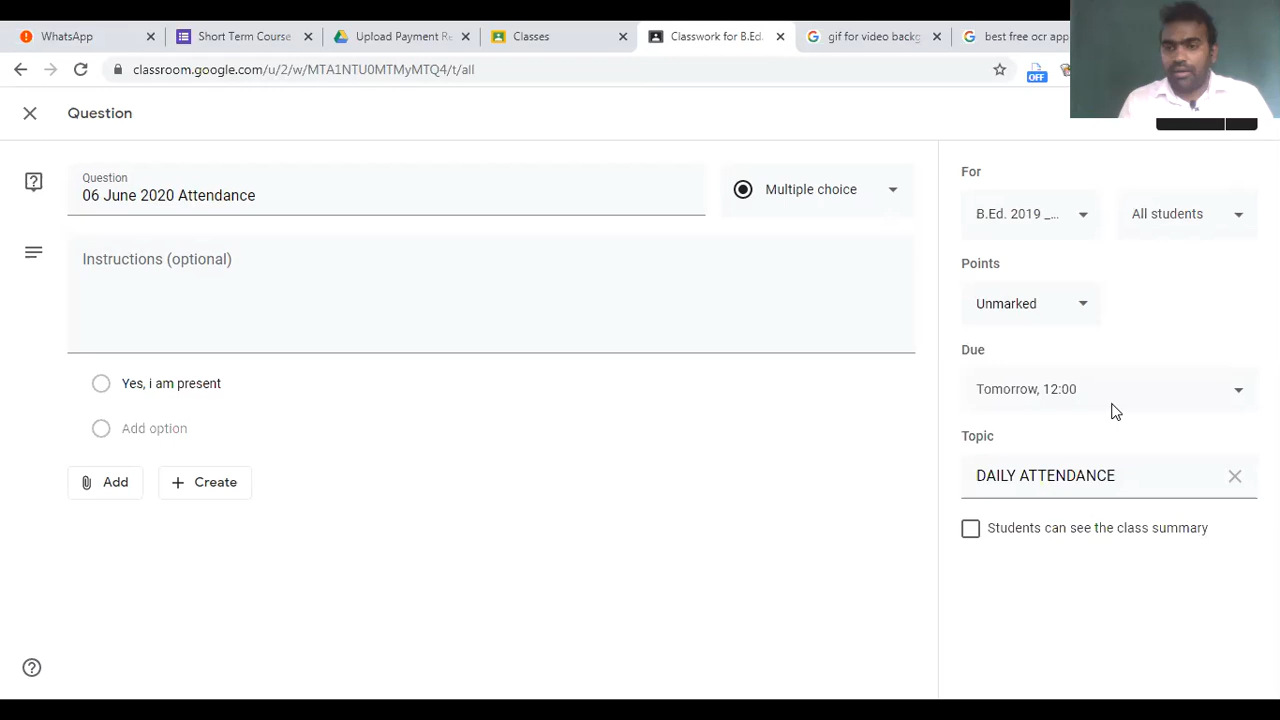 WhatsApp
Short Term Course
Upload Payment Re
Classes
Classwork for B.Ed.
gif for video backg
best free ocr app
classroom.google.com/u/2/w/MTA1NTU0MTMyMTQ4/t/all
OFF
Question
Question
06 June 2020 Attendance
Multiple choice
Instructions (optional)
Yes, i am present
Add option
Add
Create
For
B.Ed. 2019 _...
All students
Points
Unmarked
Due
Tomorrow, 12:00
Topic
DAILY ATTENDANCE
Students can see the class summary